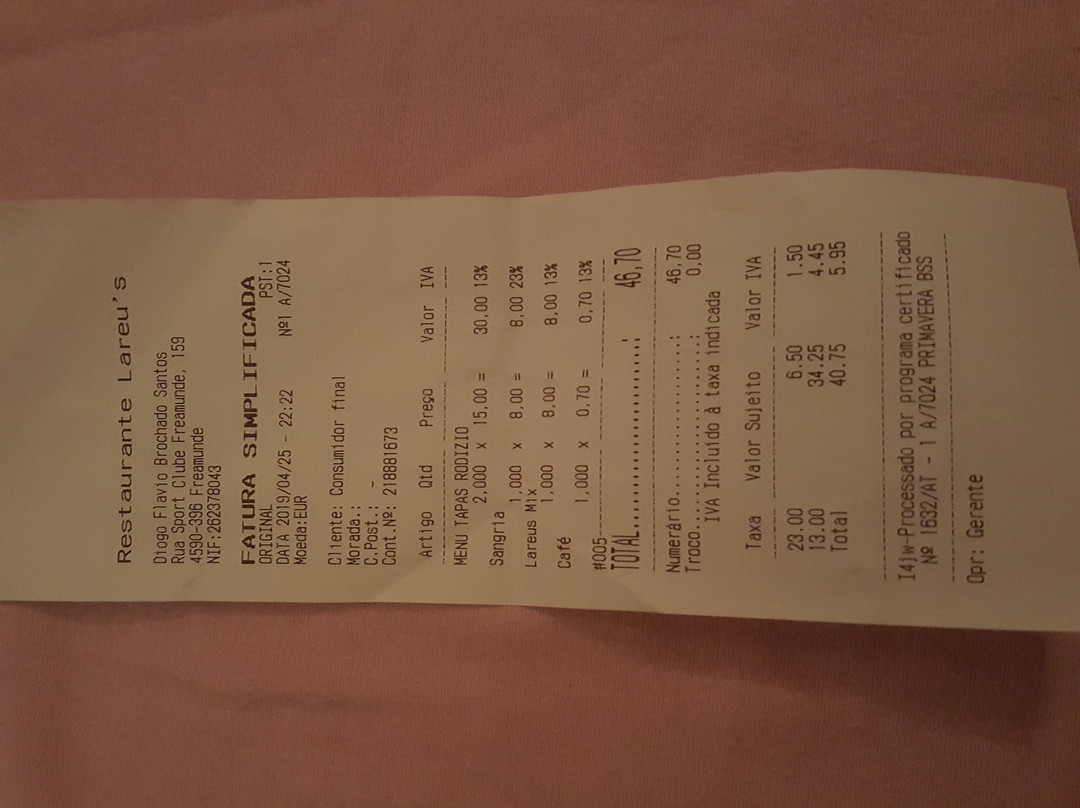 Restaurante Lareu's
Diogo Flavio Brochado Santos
Rua Sport Clube Freamunde, 159
4590-396 Freamunde
NIF:262378043
FATURA SIMPLIFICADA
ORIGINAL PST:1
DATA 2019/04/25 - 22:22 Nº1 A/7024
Moeda:EUR
Cliente: Consumidor final
Morada.:
C.Post.: -
Cont.Nº: 218881673
Artigo Qtd Preço Valor IVA
MENU TAPAS RODIZIO
2,000 x 15,00 = 30,00 13%
Sangria
1,000 x 8,00 = 8,00 23%
Lareus Mix
1,000 x 8,00 = 8,00 13%
Café
1,000 x 0,70 = 0,70 13%
#005
TOTAL..................: 46,70
Numerário..................: 46,70
Troco......................: 0,00
IVA Incluído à taxa indicada
Taxa Valor Sujeito Valor IVA
23.00 6.50 1.50
13.00 34.25 4.45
Total 40.75 5.95
I4jw-Processado por programa certificado
Nº 1632/AT - 1 A/7024 PRIMAVERA BSS
Opr: Gerente